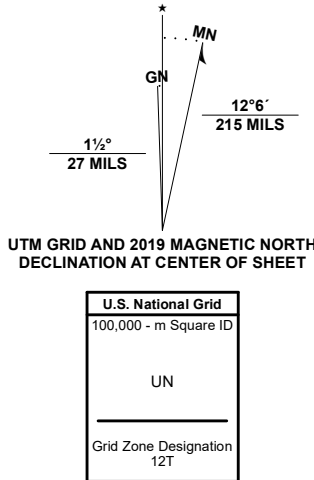 ★
MN
GN
12°6´
215 MILS
1½°
27 MILS
UTM GRID AND 2019 MAGNETIC NORTH
DECLINATION AT CENTER OF SHEET
U.S. National Grid
100,000 - m Square ID
UN
Grid Zone Designation
12T